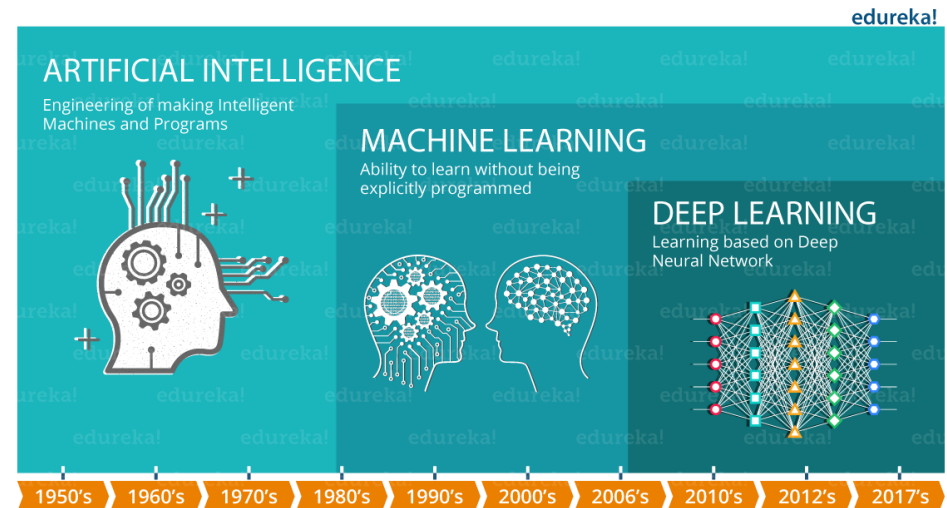 edureka!
ARTIFICIAL INTELLIGENCE
Engineering of making Intelligent
Machines and Programs
MACHINE LEARNING
Ability to learn without being
explicitly programmed
DEEP LEARNING
Learning based on Deep
Neural Network
1950's 1960's 1970's 1980's 1990's 2000's 2006's 2010's 2012's 2017's